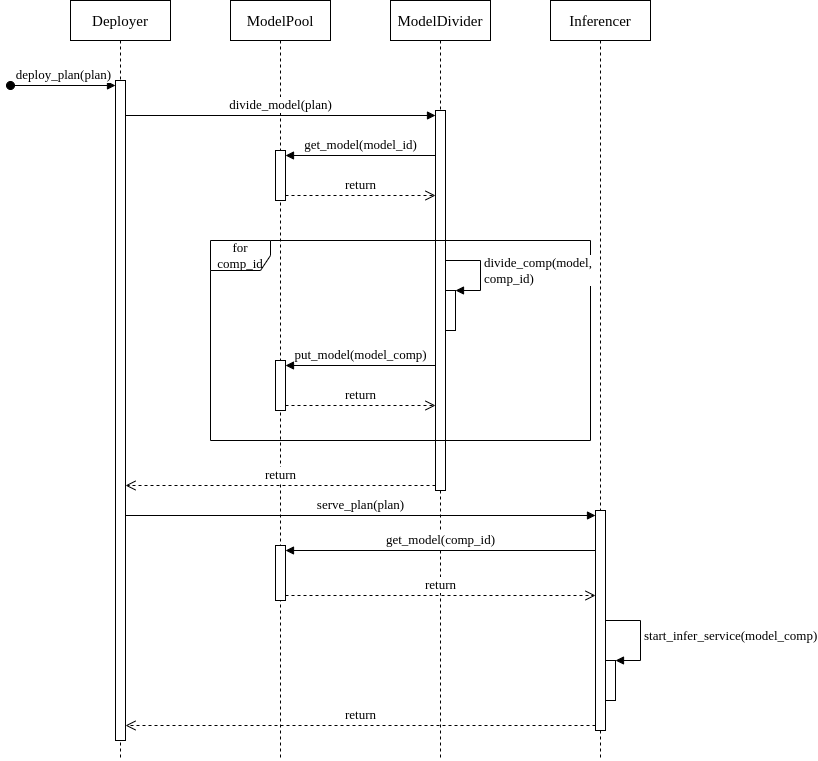 Deployer
ModelPool
ModelDivider
Inferencer
deploy_plan(plan)
divide_model(plan)
get_model(model_id)
return
for
comp_id
divide_comp(model,
comp_id)
put_model(model_comp)
return
return
serve_plan(plan)
get_model(comp_id)
return
start_infer_service(model_comp)
return